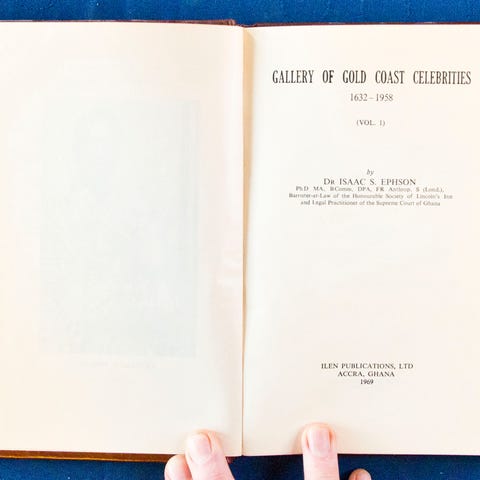 GALLERY OF GOLD COAST CELEBRITIES
1632-1958
(VOL. 1)
by
DR ISAAC S. EPHSON
Ph.D MA, B.Comm, DPA, FR Anthrop. S (Lond.),
Barrister-at-Law of the Honourable Society of Lincoln's Inn
and Legal Practitioner of the Supreme Court of Ghana
ILEN PUBLICATIONS, LTD
ACCRA, GHANA
1969